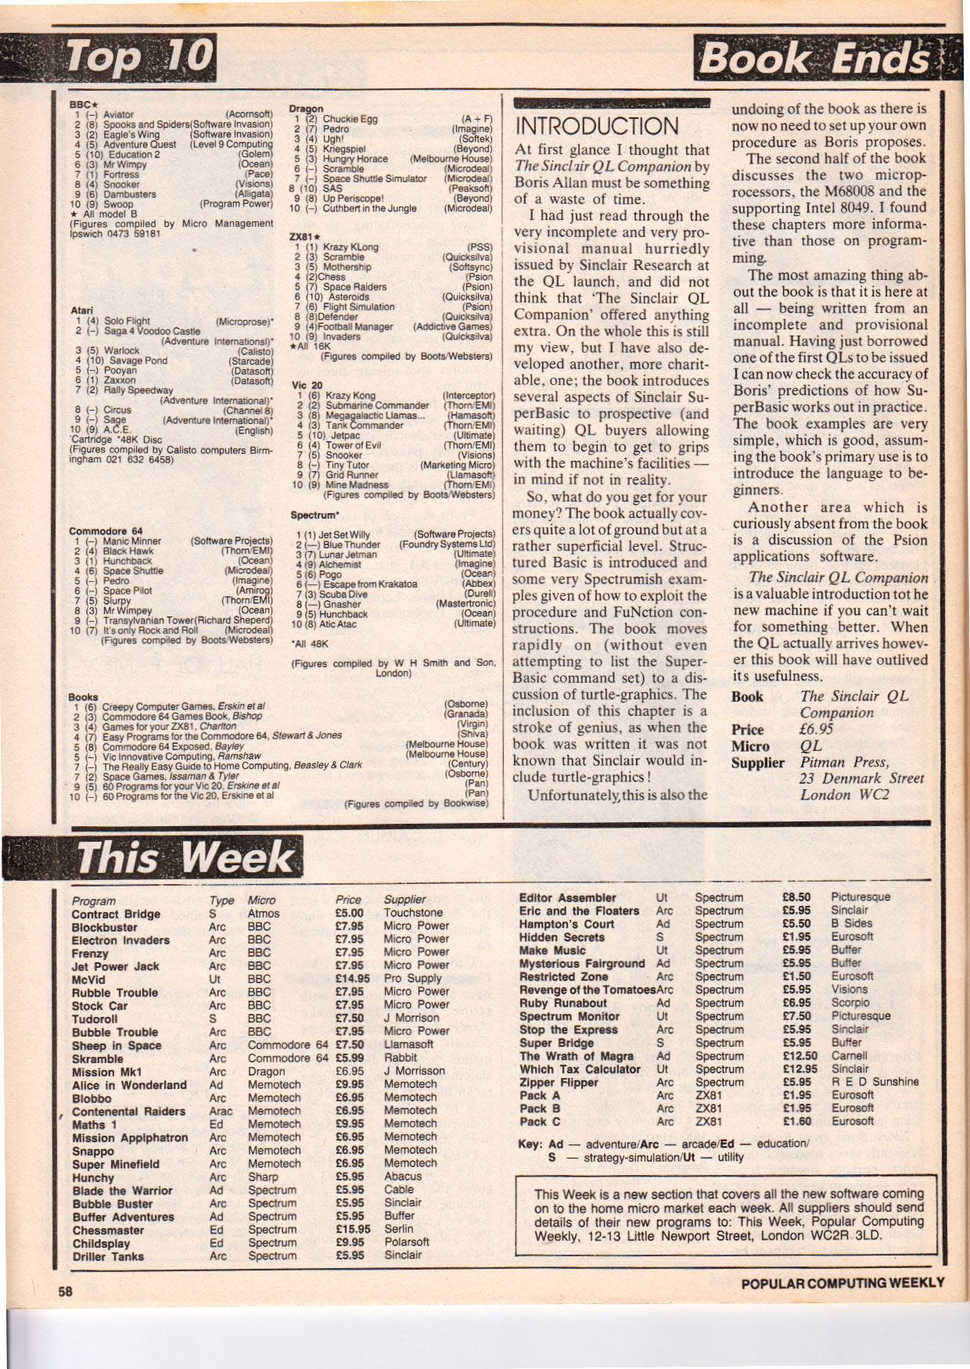 Top 10
Book Ends
BBC★
1 (–) Aviator (Acornsoft)
2 (8) Spooks and Spiders(Software Invasion)
3 (2) Eagle's Wing (Software Invasion)
4 (5) Adventure Quest (Level 9 Computing
5 (10) Education 2 (Golem)
6 (3) Mr Wimpy (Ocean)
7 (1) Fortress (Pace)
8 (4) Snooker (Visions)
9 (6) Dambusters (Alligata)
10 (9) Swoop (Program Power)
★ All model B
(Figures compiled by Micro Management
Ipswich 0473 59181
Atari
1 (4) Solo Flight (Microprose)*
2 (–) Saga 4 Voodoo Castle
(Adventure International)*
3 (5) Warlock (Calisto)
4 (10) Savage Pond (Starcade)
5 (–) Pooyan (Datasoft)
6 (1) Zaxxon (Datasoft)
7 (2) Rally Speedway
(Adventure International)*
8 (–) Circus (Channel 8)
9 (–) Sage (Adventure International)*
10 (9) A.C.E. (English)
'Cartridge *48K Disc
(Figures compiled by Calisto computers Birm-
ingham 021 632 6458)
Commodore 64
1 (–) Manic Minner (Software Projects)
2 (4) Black Hawk (Thorn/EMI)
3 (1) Hunchback (Ocean)
4 (6) Space Shuttle (Microdeal)
5 (–) Pedro (Imagine)
6 (–) Space Pilot (Amirog)
7 (5) Slurpy (Thorn/EMI)
8 (3) Mr Wimpey (Ocean)
9 (–) Transylvanian Tower(Richard Sheperd)
10 (7) It's only Rock and Roll (Microdeal)
(Figures compiled by Boots/Websters)
Dragon
1 (2) Chuckie Egg (A + F)
2 (7) Pedro (Imagine)
3 (4) Ugh! (Softek)
4 (5) Kriegspiel (Beyond)
5 (3) Hungry Horace (Melbourne House)
6 (–) Scramble (Microdeal)
7 (–) Space Shuttle Simulator (Microdeal)
8 (10) SAS (Peaksoft)
9 (8) Up Periscope! (Beyond)
10 (–) Cuthbert in the Jungle (Microdeal)
ZX81★
1 (1) Krazy KLong (PSS)
2 (3) Scramble (Quicksilva)
3 (5) Mothership (Softsync)
4 (2)Chess (Psion
5 (7) Space Raiders (Psion)
6 (10) Asteroids (Quicksilva)
7 (6) Flight Simulation (Psion)
8 (8)Defender (Quicksilva)
9 (4)Football Manager (Addictive Games)
10 (9) Invaders (Quicksilva)
★All 16K
(Figures compiled by Boots/Websters)
Vic 20
1 (6) Krazy Kong (Interceptor)
2 (2) Submarine Commander (Thorn/EMI)
3 (8) Megagalactic Llamas... (Hamasoft)
4 (3) Tank Commander (Thorn/EMI)
5 (10) Jetpac (Ultimate)
6 (4) Tower of Evil (Thorn/EMI)
7 (5) Snooker (Visions)
8 (–) Tiny Tutor (Marketing Micro)
9 (7) Grid Runner (Llamasoft)
10 (9) Mine Madness (Thorn/EMI)
(Figures compiled by Boots/Websters)
Spectrum*
1 (1) Jet Set Willy (Software Projects)
2 (—) Blue Thunder (Foundry Systems Ltd)
3 (7) Lunar Jetman (Ultimate)
4 (9) Alchemist (Imagine)
5 (6) Pogo (Ocean)
6 (—) Escape from Krakatoa (Abbex)
7 (3) Scuba Dive (Durell)
8 (—) Gnasher (Mastertronic)
9 (5) Hunchback (Ocean)
10 (8) Atic Atac (Ultimate)
*All 48K
(Figures compiled by W H Smith and Son,
London)
Books
1 (6) Creepy Computer Games, Erskin et al (Osborne)
2 (3) Commodore 64 Games Book, Bishop (Granada)
3 (4) Games for your ZX81, Charlton (Virgin)
4 (7) Easy Programs for the Commodore 64, Stewart & Jones (Shiva)
5 (8) Commodore 64 Exposed, Bayley (Melbourne House)
5 (–) Vic Innovative Computing, Ramshaw (Melbourne House)
7 (–) The Really Easy Guide to Home Computing, Beasley & Clark (Century)
7 (2) Space Games, Issaman & Tyler (Osborne)
9 (5) 60 Programs for your Vic 20, Erskine et al (Pan)
10 (–) 60 Programs for the Vic 20, Erskine et al (Pan)
(Figures compiled by Bookwise)
INTRODUCTION
At first glance I thought that
The Sinclair QL Companion by
Boris Allan must be something
of a waste of time.
I had just read through the
very incomplete and very pro-
visional manual hurriedly
issued by Sinclair Research at
the QL launch, and did not
think that 'The Sinclair QL
Companion' offered anything
extra. On the whole this is still
my view, but I have also de-
veloped another, more charit-
able, one; the book introduces
several aspects of Sinclair Su-
perBasic to prospective (and
waiting) QL buyers allowing
them to begin to get to grips
with the machine's facilities —
in mind if not in reality.
So, what do you get for your
money? The book actually cov-
ers quite a lot of ground but at a
rather superficial level. Struc-
tured Basic is introduced and
some very Spectrumish exam-
ples given of how to exploit the
procedure and FuNction con-
structions. The book moves
rapidly on (without even
attempting to list the Super-
Basic command set) to a dis-
cussion of turtle-graphics. The
inclusion of this chapter is a
stroke of genius, as when the
book was written it was not
known that Sinclair would in-
clude turtle-graphics!
Unfortunately, this is also the
undoing of the book as there is
now no need to set up your own
procedure as Boris proposes.
The second half of the book
discusses the two microp-
rocessors, the M68008 and the
supporting Intel 8049. I found
these chapters more informa-
tive than those on program-
ming.
The most amazing thing ab-
out the book is that it is here at
all — being written from an
incomplete and provisional
manual. Having just borrowed
one of the first QLs to be issued
I can now check the accuracy of
Boris' predictions of how Su-
perBasic works out in practice.
The book examples are very
simple, which is good, assum-
ing the book's primary use is to
introduce the language to be-
ginners.
Another area which is
curiously absent from the book
is a discussion of the Psion
applications software.
The Sinclair QL Companion
is a valuable introduction tot he
new machine if you can't wait
for something better. When
the QL actually arrives howev-
er this book will have outlived
its usefulness.
Book The Sinclair QL
Companion
Price £6.95
Micro QL
Supplier Pitman Press,
23 Denmark Street
London WC2
This Week
Program Type Micro Price Supplier
Contract Bridge S Atmos £5.00 Touchstone
Blockbuster Arc BBC £7.95 Micro Power
Electron Invaders Arc BBC £7.95 Micro Power
Frenzy Arc BBC £7.95 Micro Power
Jet Power Jack Arc BBC £7.95 Micro Power
McVid Ut BBC £14.95 Pro Supply
Rubble Trouble Arc BBC £7.95 Micro Power
Stock Car Arc BBC £7.95 Micro Power
Tudoroll S BBC £7.50 J Morrison
Bubble Trouble Arc BBC £7.95 Micro Power
Sheep in Space Arc Commodore 64 £7.50 Llamasoft
Skramble Arc Commodore 64 £5.99 Rabbit
Mission Mk1 Arc Dragon £6.95 J Morrisson
Alice in Wonderland Ad Memotech £9.95 Memotech
Blobbo Arc Memotech £6.95 Memotech
Contenental Raiders Arac Memotech £6.95 Memotech
Maths 1 Ed Memotech £9.95 Memotech
Mission Applphatron Arc Memotech £6.95 Memotech
Snappo Arc Memotech £6.95 Memotech
Super Minefield Arc Memotech £6.95 Memotech
Hunchy Arc Sharp £5.95 Abacus
Blade the Warrior Ad Spectrum £5.95 Cable
Bubble Buster Arc Spectrum £5.95 Sinclair
Buffer Adventures Ad Spectrum £5.95 Buffer
Chessmaster Ed Spectrum £15.95 Serlin
Childsplay Ed Spectrum £9.95 Polarsoft
Driller Tanks Arc Spectrum £5.95 Sinclair
Editor Assembler Ut Spectrum £8.50 Picturesque
Eric and the Floaters Arc Spectrum £5.95 Sinclair
Hampton's Court Ad Spectrum £5.50 B Sides
Hidden Secrets S Spectrum £1.95 Eurosoft
Make Music Ut Spectrum £5.95 Buffer
Mysterious Fairground Ad Spectrum £5.95 Buffer
Restricted Zone Arc Spectrum £1.50 Eurosoft
Revenge of the TomatoesArc Spectrum £5.95 Visions
Ruby Runabout Ad Spectrum £6.95 Scorpio
Spectrum Monitor Ut Spectrum £7.50 Picturesque
Stop the Express Arc Spectrum £5.95 Sinclair
Super Bridge S Spectrum £5.95 Buffer
The Wrath of Magra Ad Spectrum £12.50 Carnell
Which Tax Calculator Ut Spectrum £12.95 Sinclair
Zipper Flipper Arc Spectrum £5.95 R E D Sunshine
Pack A Arc ZX81 £1.95 Eurosoft
Pack B Arc ZX81 £1.95 Eurosoft
Pack C Arc ZX81 £1.60 Eurosoft
Key: Ad — adventure/Arc — arcade/Ed — education/
S — strategy-simulation/Ut — utility
This Week is a new section that covers all the new software coming
on to the home micro market each week. All suppliers should send
details of their new programs to: This Week, Popular Computing
Weekly, 12-13 Little Newport Street, London WC2R 3LD.
58
POPULAR COMPUTING WEEKLY